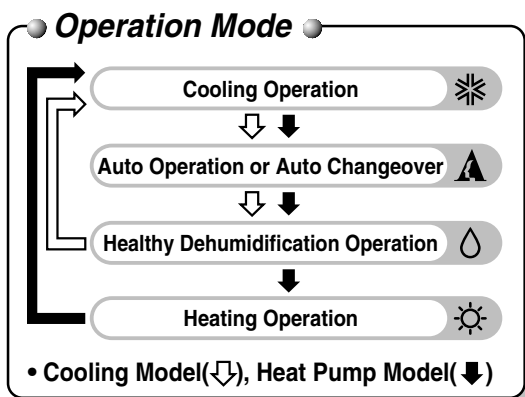 Operation Mode
Cooling Operation
Auto Operation or Auto Changeover
Healthy Dehumidification Operation
Heating Operation
• Cooling Model(⇩), Heat Pump Model(⬇)